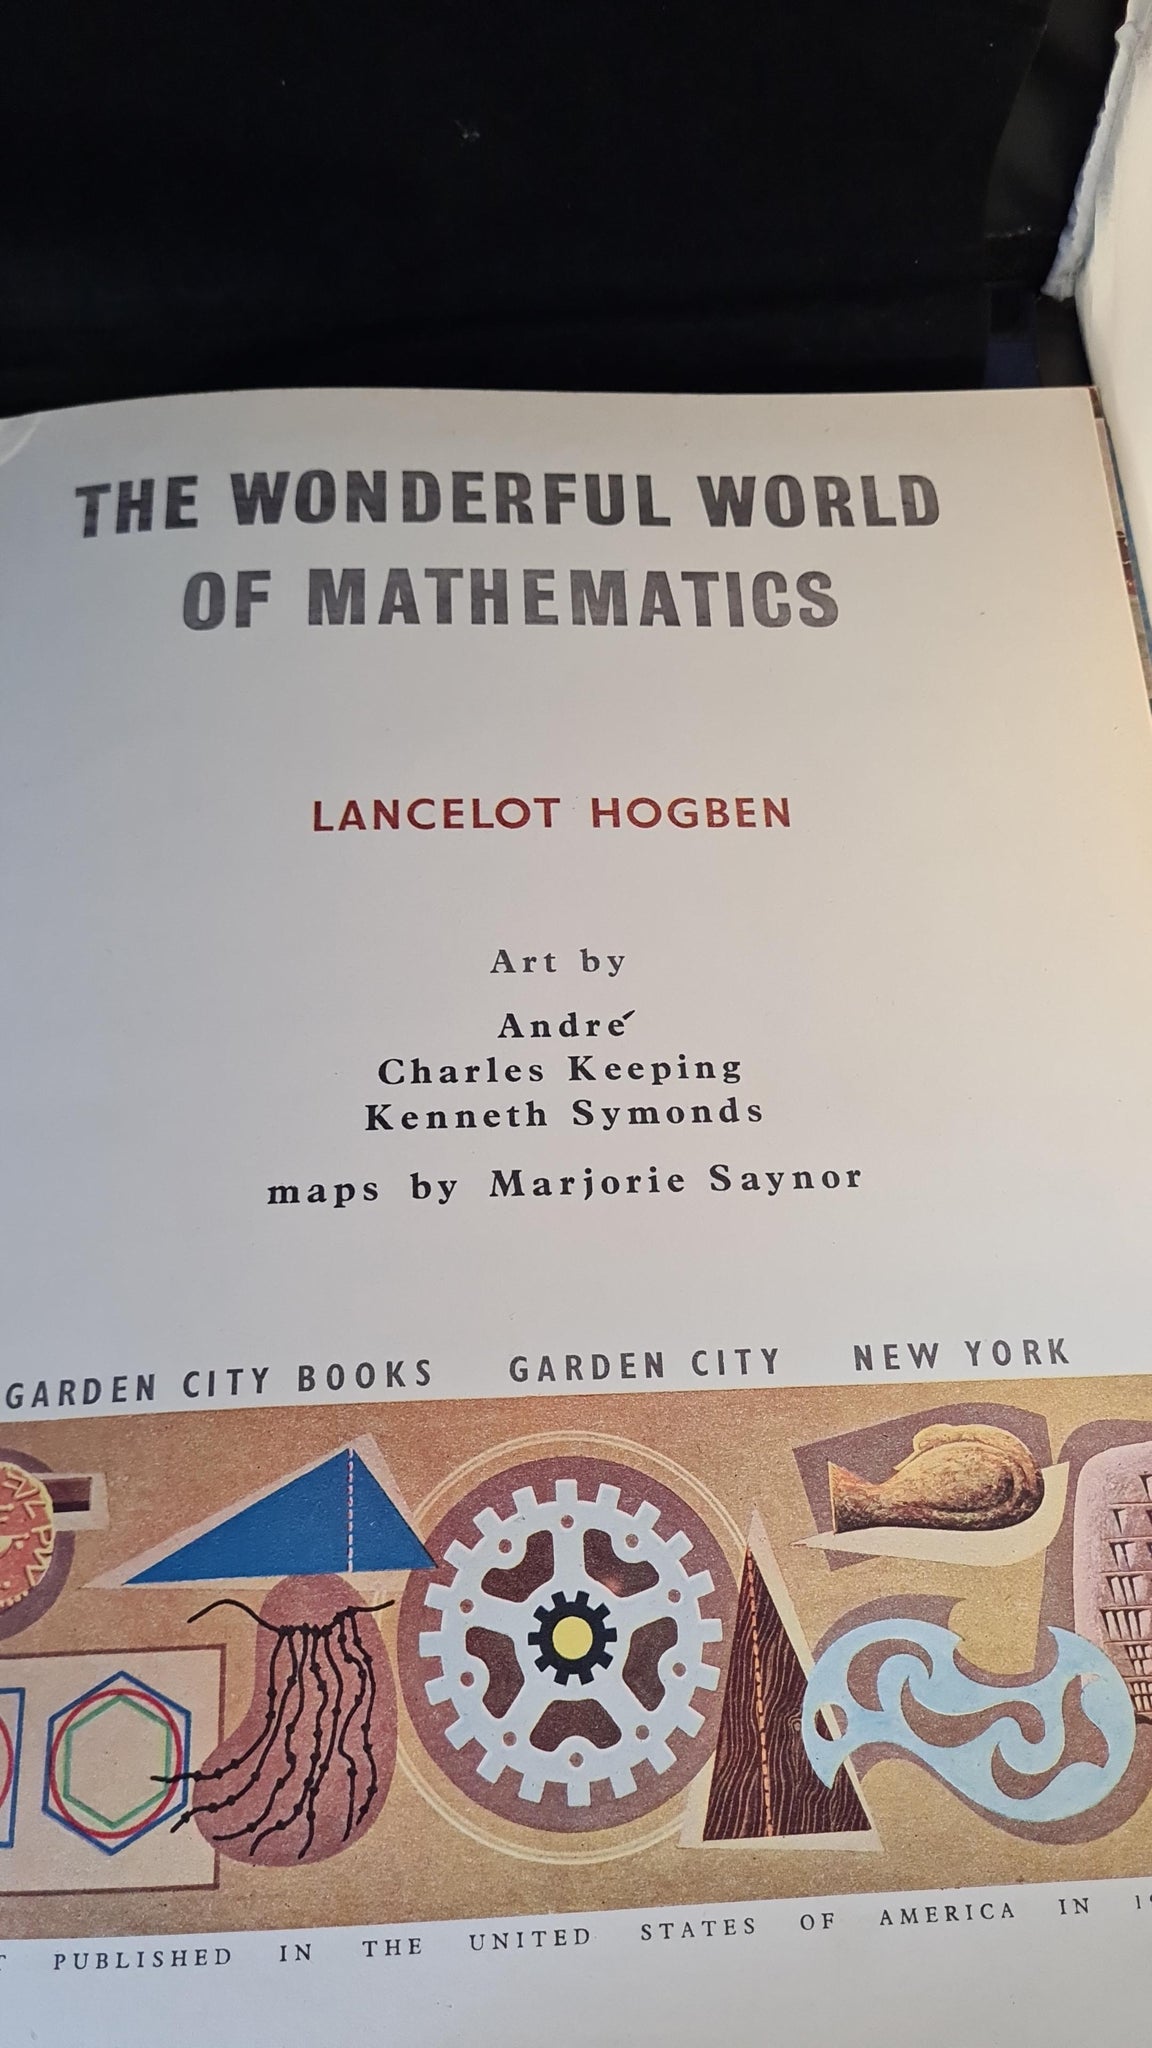 THE WONDERFUL WORLD
OF MATHEMATICS
LANCELOT HOGBEN
Art by
André
Charles Keeping
Kenneth Symonds
maps by Marjorie Saynor
GARDEN CITY BOOKS GARDEN CITY NEW YORK
PUBLISHED IN THE UNITED STATES OF AMERICA IN